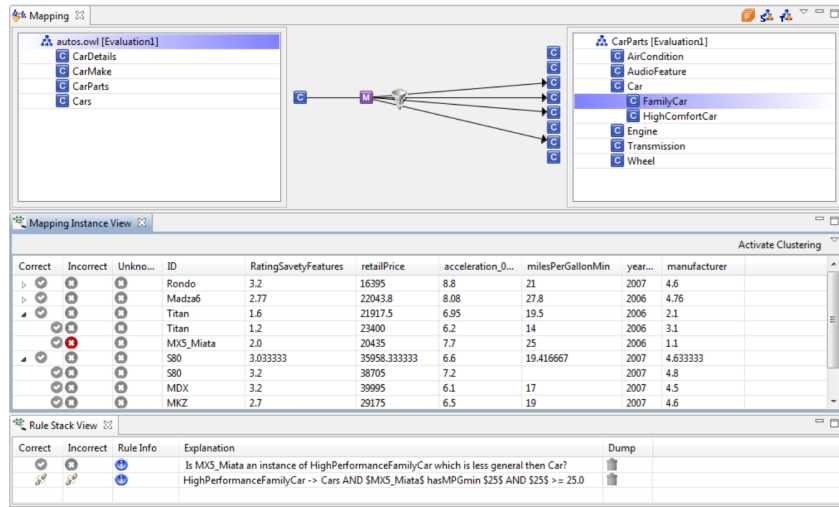 Mapping
autos.owl [Evaluation1]
CarDetails
CarMake
CarParts
Cars
C
M
C
C
C
C
C
C
C
C
CarParts [Evaluation1]
AirCondition
AudioFeature
Car
FamilyCar
HighComfortCar
Engine
Transmission
Wheel
Mapping Instance View
Activate Clustering
Correct Incorrect Unkno... ID RatingSavetyFeatures retailPrice acceleration_0... milesPerGallonMin year... manufacturer
Rondo 3.2 16395 8.8 21 2007 4.6
Madza6 2.77 22043.8 8.08 27.8 2006 4.76
Titan 1.6 21917.5 6.95 19.5 2006 2.1
Titan 1.2 23400 6.2 14 2006 3.1
MX5_Miata 2.0 20435 7.7 25 2006 1.1
S80 3.033333 35958.333333 6.6 19.416667 2007 4.633333
S80 3.2 38705 7.2 2007 4.8
MDX 3.2 39995 6.1 17 2007 4.5
MKZ 2.7 29175 6.5 19 2007 4.6
Rule Stack View
Correct Incorrect Rule Info Explanation Dump
Is MX5_Miata an instance of HighPerformanceFamilyCar which is less general then Car?
HighPerformanceFamilyCar -> Cars AND $MX5_Miata$ hasMPGmin $25$ AND $25$ >= 25.0